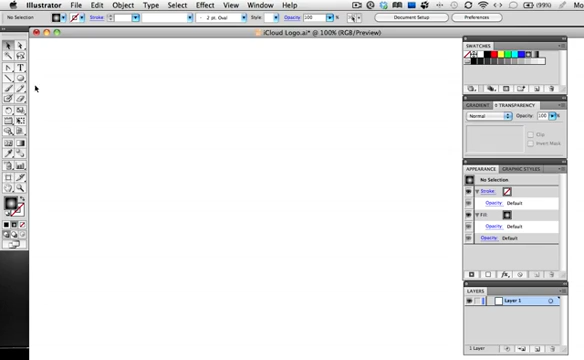 Illustrator File Edit Object Type Select Effect View Window Help (99%) Mo
No Selection Stroke: 2 pt. Oval Style Opacity 100 % Document Setup Preferences
iCloud Logo.ai* @ 100% (RGB/Preview)
SWATCHES
GRADIENT TRANSPARENCY
Normal Opacity: 100 %
Clip
Invert Mask
APPEARANCE GRAPHIC STYLES
No Selection
Stroke:
Opacity: Default
Fill:
Opacity: Default
Opacity: Default
LAYERS
Layer 1
1 Layer